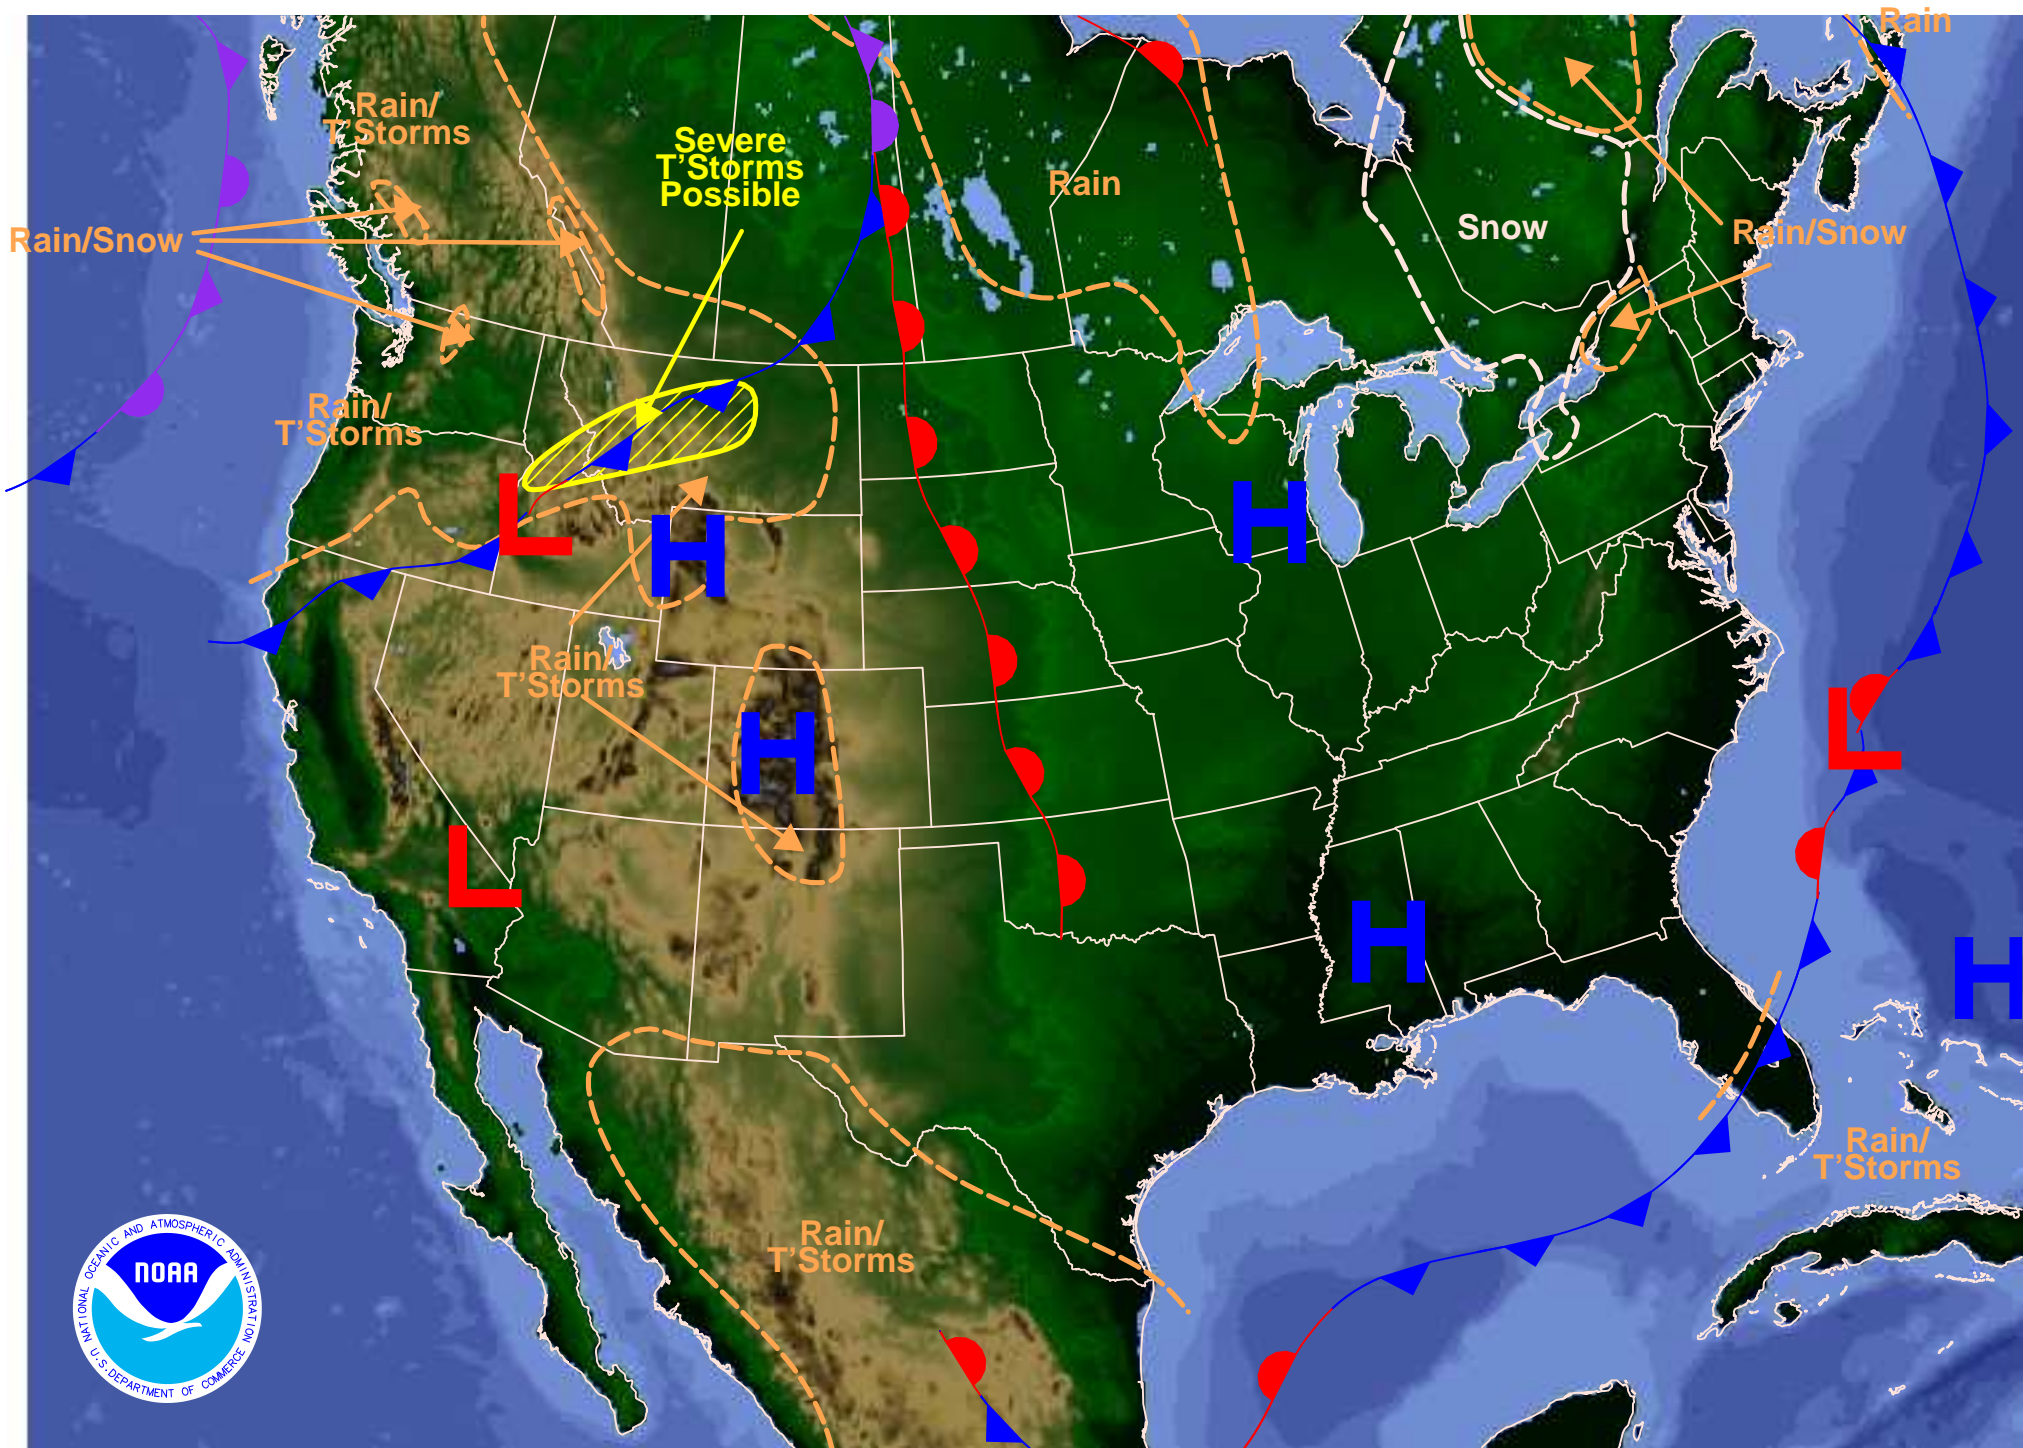 Rain
Rain/
T'Storms
Severe
T'Storms
Possible
Rain
Snow
Rain/Snow
Rain/Snow
Rain/
T'Storms
L
H
H
Rain/
T'Storms
H
L
L
H
H
Rain/
T'Storms
Rain/
T'Storms
NATIONAL OCEANIC AND ATMOSPHERIC ADMINISTRATION
NOAA
U.S. DEPARTMENT OF COMMERCE